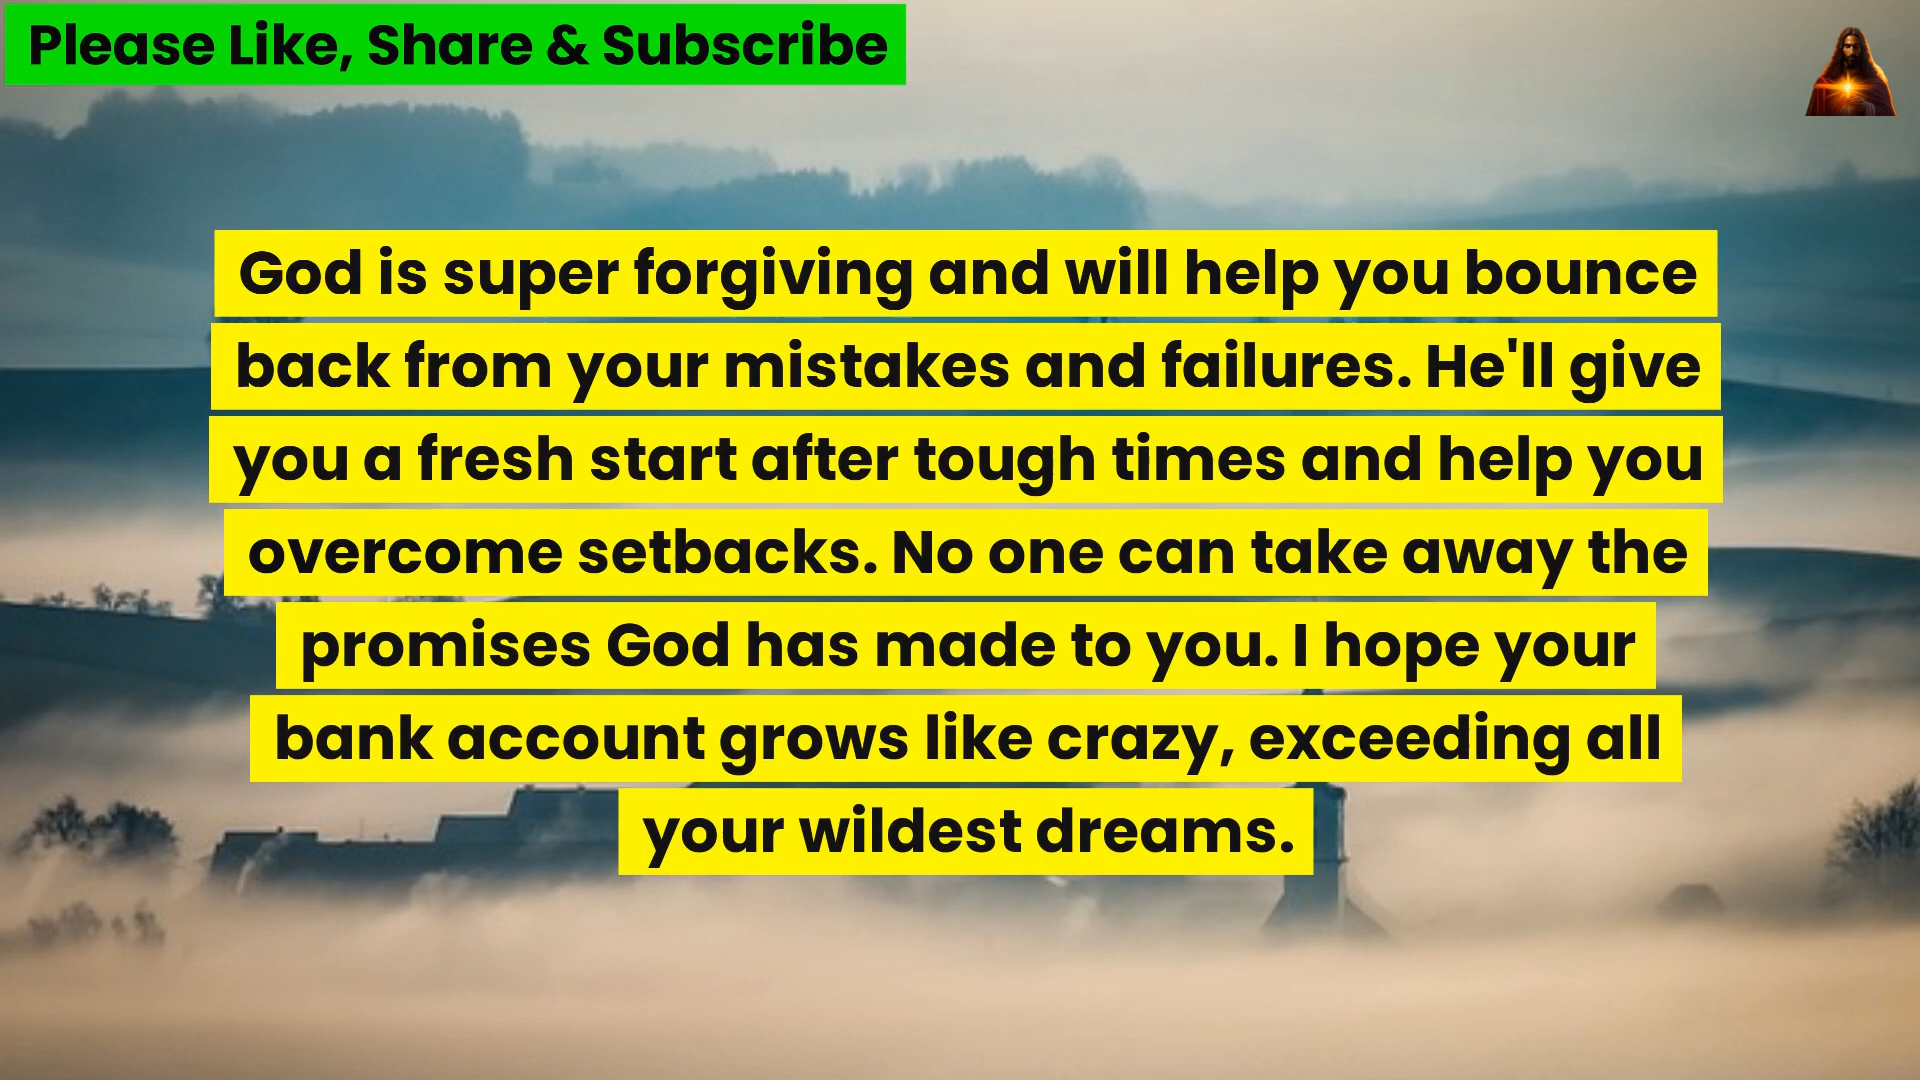 Please Like, Share & Subscribe
God is super forgiving and will help you bounce
back from your mistakes and failures. He'll give
you a fresh start after tough times and help you
overcome setbacks. No one can take away the
promises God has made to you. I hope your
bank account grows like crazy, exceeding all
your wildest dreams.